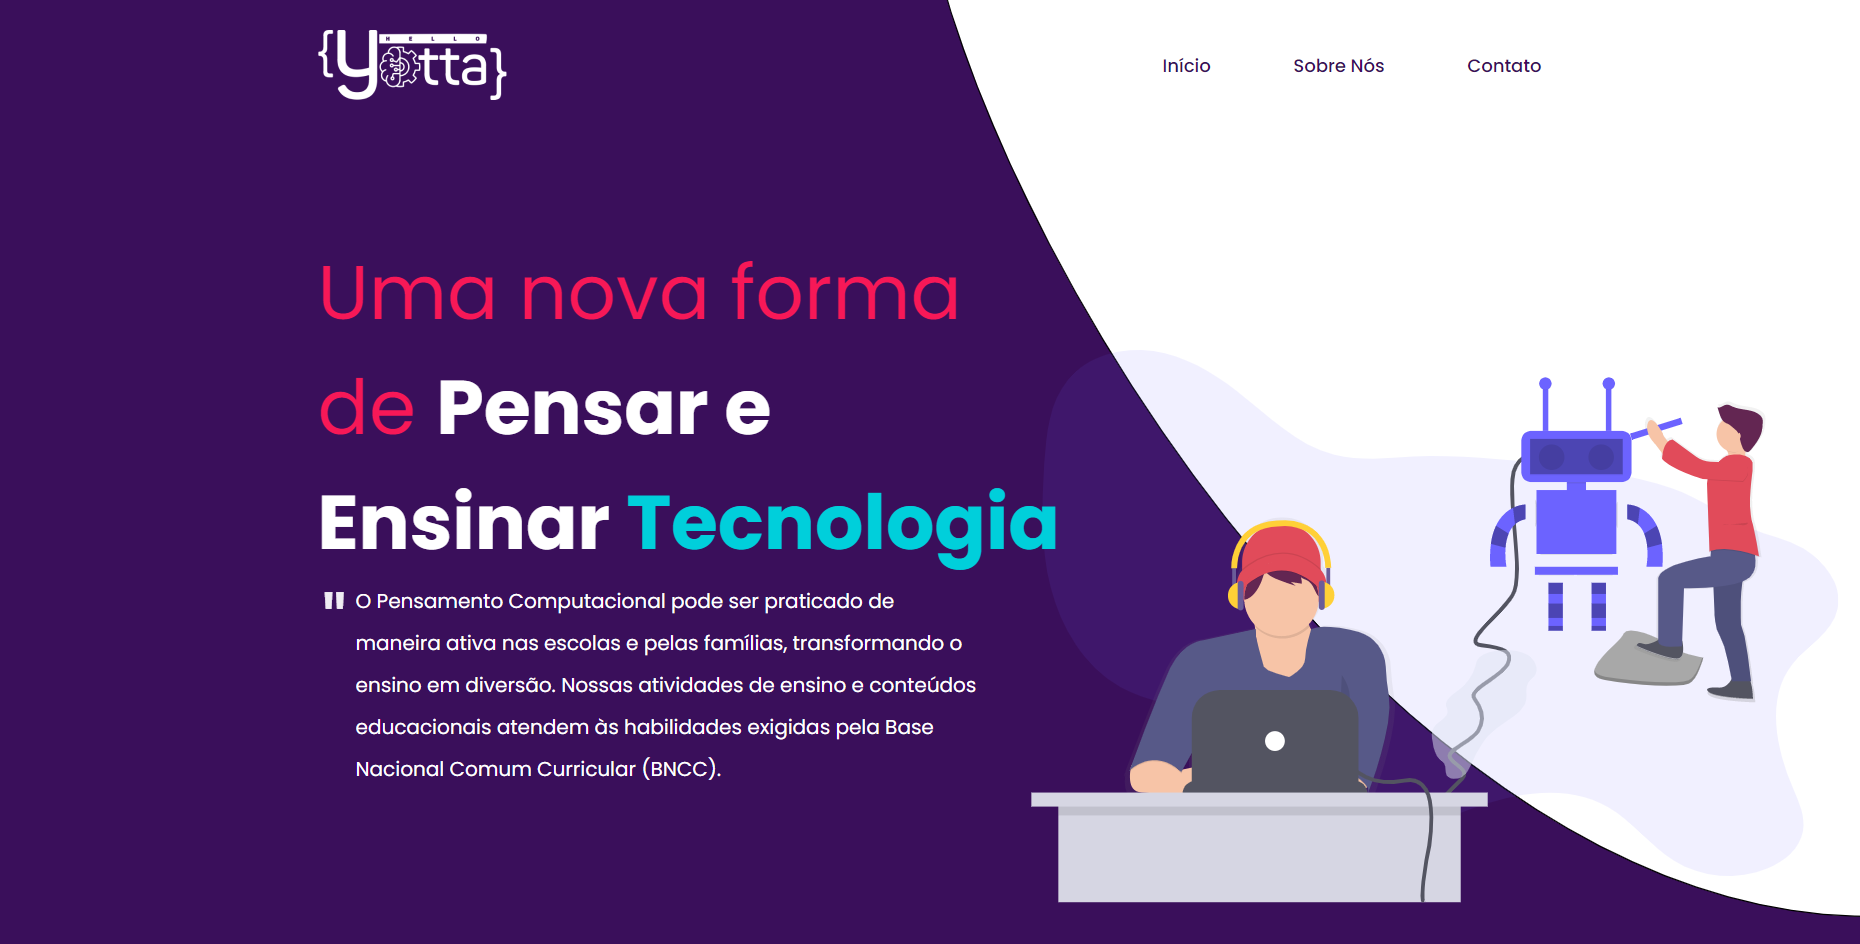 HELLO
{yotta}
Início Sobre Nós Contato
Uma nova forma
de Pensar e
Ensinar Tecnologia
" O Pensamento Computacional pode ser praticado de
maneira ativa nas escolas e pelas famílias, transformando o
ensino em diversão. Nossas atividades de ensino e conteúdos
educacionais atendem às habilidades exigidas pela Base
Nacional Comum Curricular (BNCC).